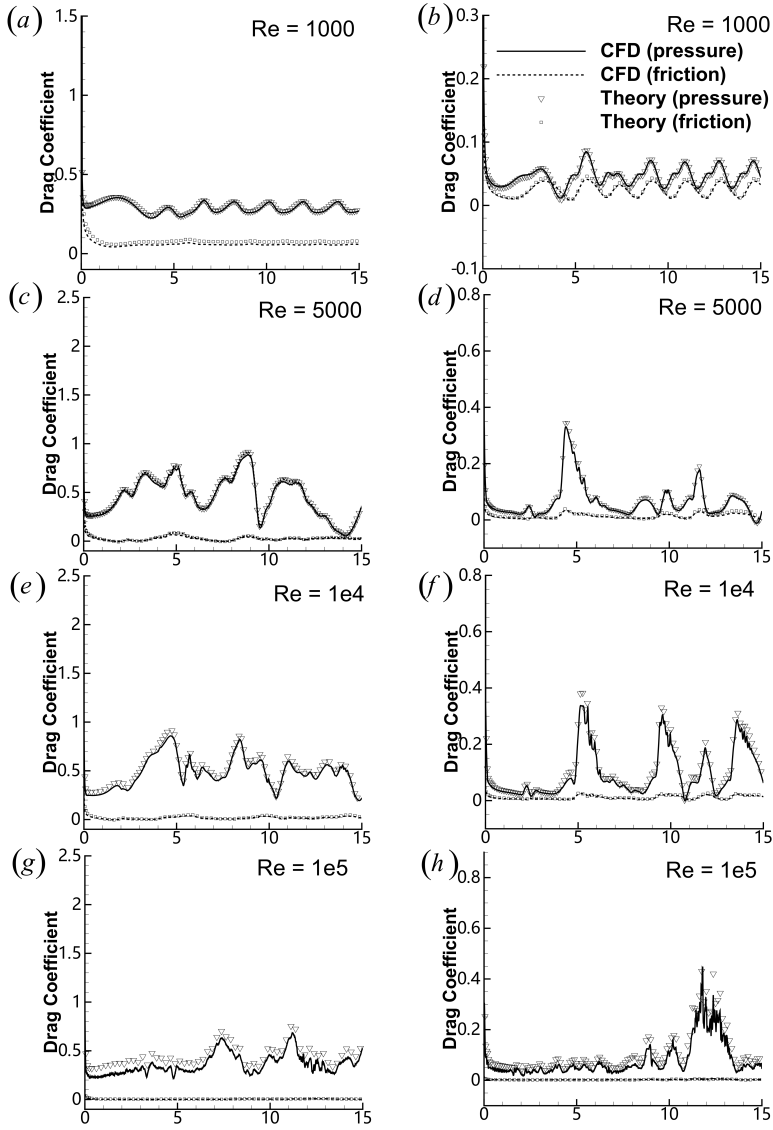 (a)
Re = 1000
Drag Coefficient
1.5
1
0.5
0
0 5 10 15
(b)
Re = 1000
CFD (pressure)
CFD (friction)
Theory (pressure)
Theory (friction)
Drag Coefficient
0.3
0.2
0.1
0
-0.1
0 5 10 15
(c)
Re = 5000
Drag Coefficient
2.5
2
1.5
1
0.5
0
0 5 10 15
(d)
Re = 5000
Drag Coefficient
0.8
0.6
0.4
0.2
0
0 5 10 15
(e)
Re = 1e4
Drag Coefficient
2.5
2
1.5
1
0.5
0
0 5 10 15
(f)
Re = 1e4
Drag Coefficient
0.8
0.6
0.4
0.2
0
0 5 10 15
(g)
Re = 1e5
Drag Coefficient
2.5
2
1.5
1
0.5
0
0 5 10 15
(h)
Re = 1e5
Drag Coefficient
0.8
0.6
0.4
0.2
0
0 5 10 15